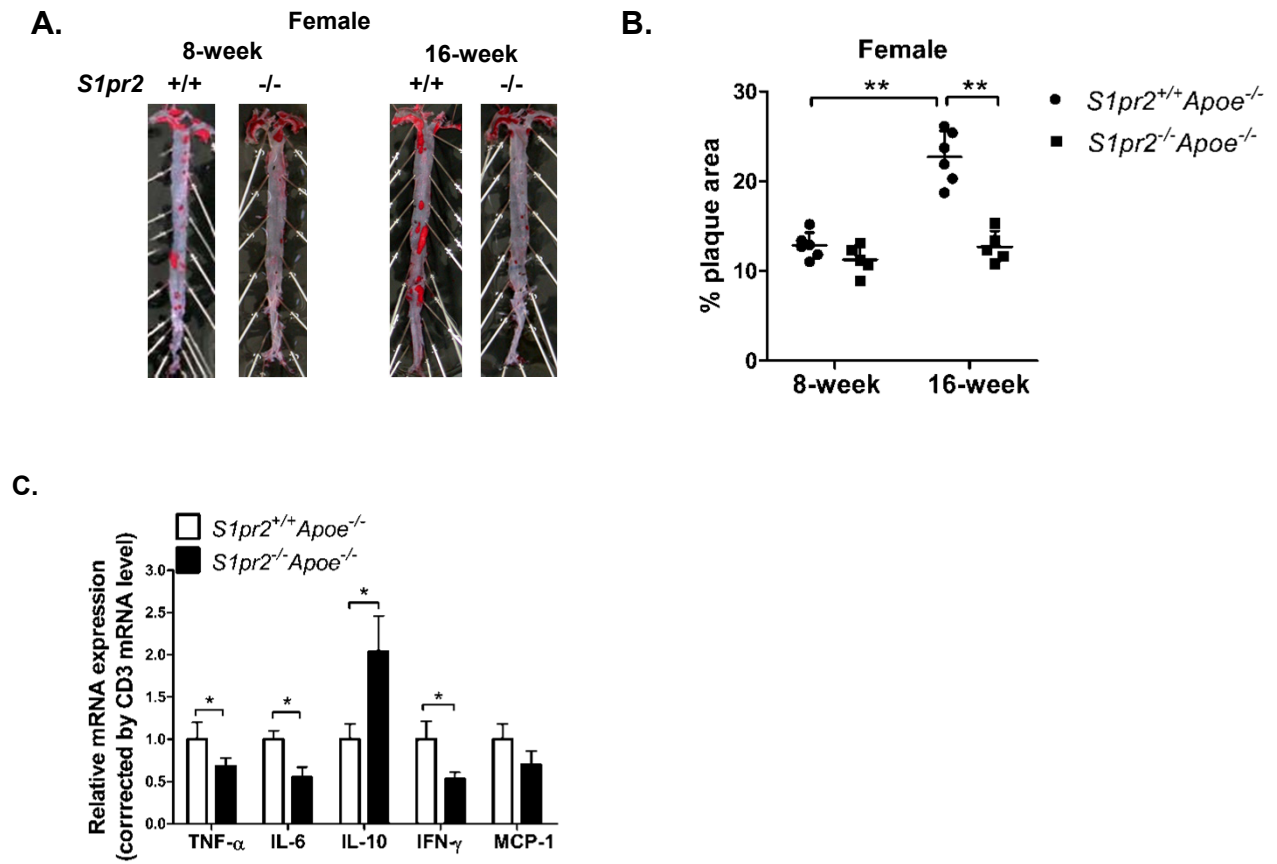 A.
Female
8-week 16-week
S1pr2 +/+ -/- +/+ -/-
B.
Female
** **
30
20
10
0
% plaque area
8-week 16-week
S1pr2+/+Apoe-/-
S1pr2-/-Apoe-/-
C.
S1pr2+/+Apoe-/-
S1pr2-/-Apoe-/-
Relative mRNA expression
(corrrected by CD3 mRNA level)
3.0
2.5
2.0
1.5
1.0
0.5
0.0
* * * *
TNF-α IL-6 IL-10 IFN-γ MCP-1